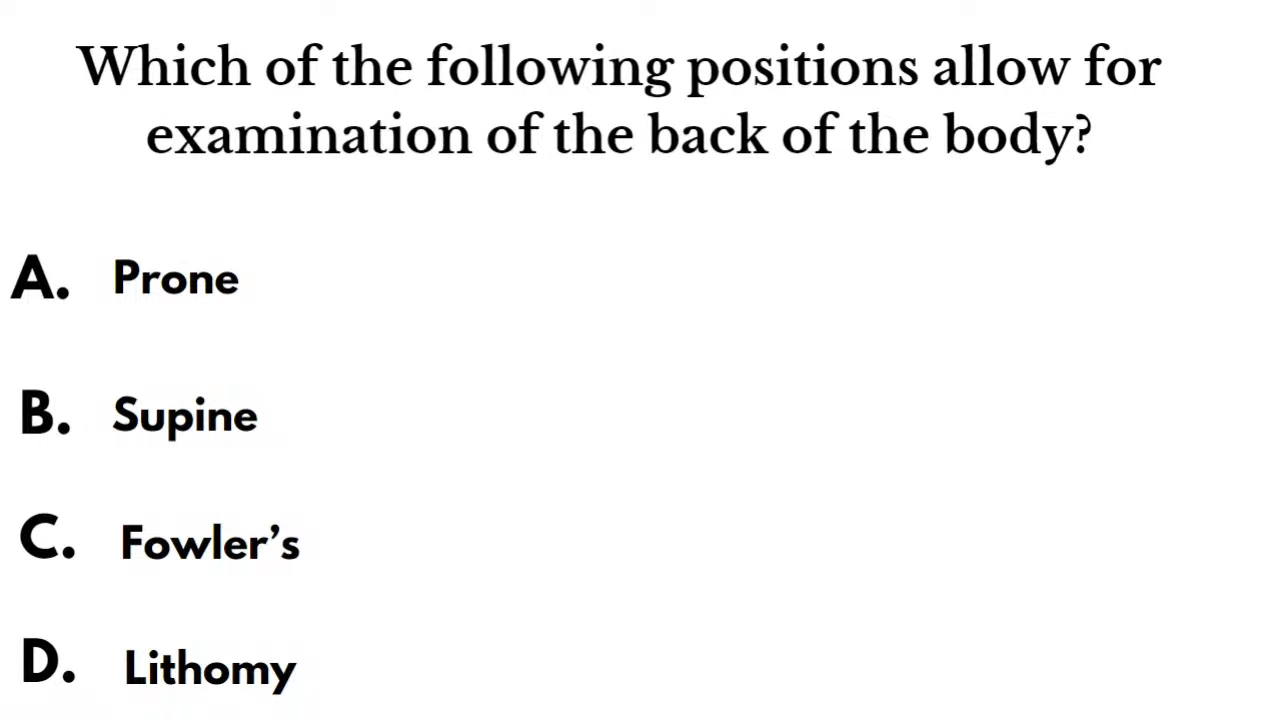 Which of the following positions allow for
examination of the back of the body?
A. Prone
B. Supine
C. Fowler’s
D. Lithomy